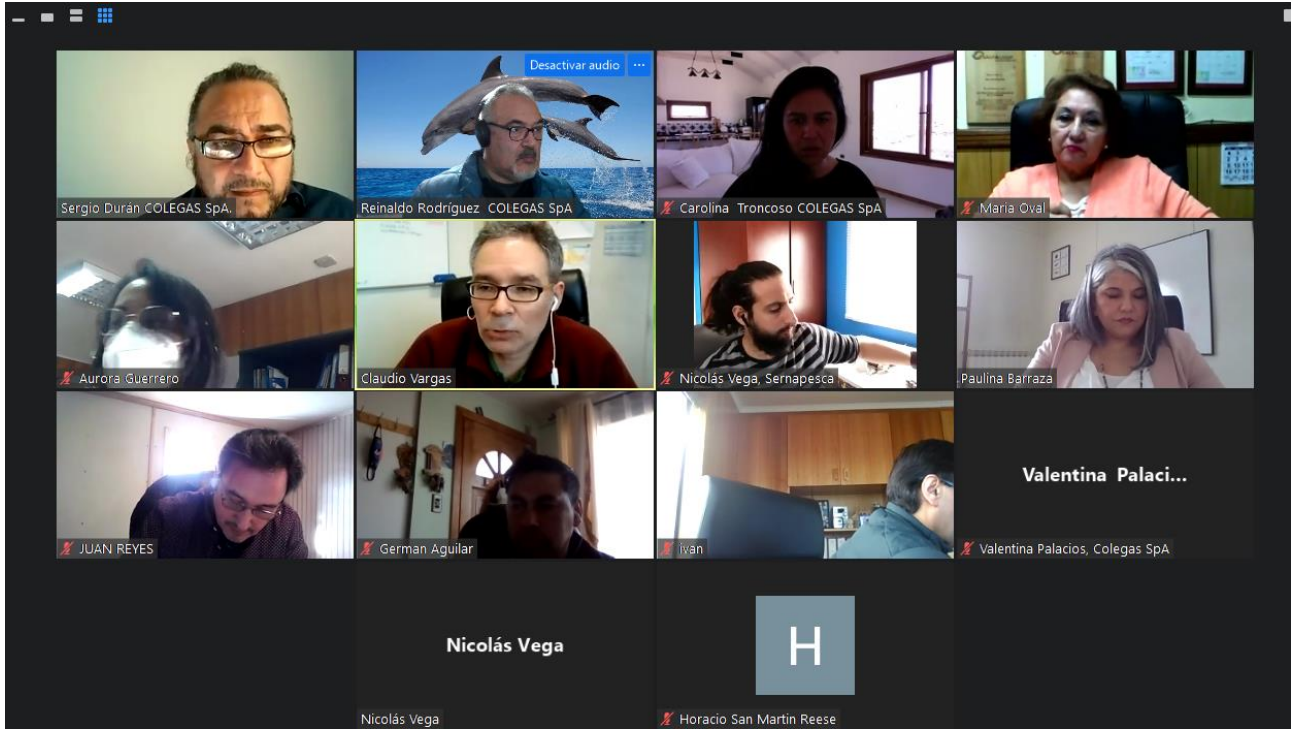 Desactivar audio
Sergio Durán COLEGAS SpA.
Reinaldo Rodríguez COLEGAS SpA
Carolina Troncoso COLEGAS SpA
Maria Oval
Aurora Guerrero
Claudio Vargas
Nicolás Vega, Sernapesca
Paulina Barraza
JUAN REYES
German Aguilar
ivan
Valentina Palaci...
Valentina Palacios, Colegas SpA
Nicolás Vega
Nicolás Vega
H
Horacio San Martin Reese